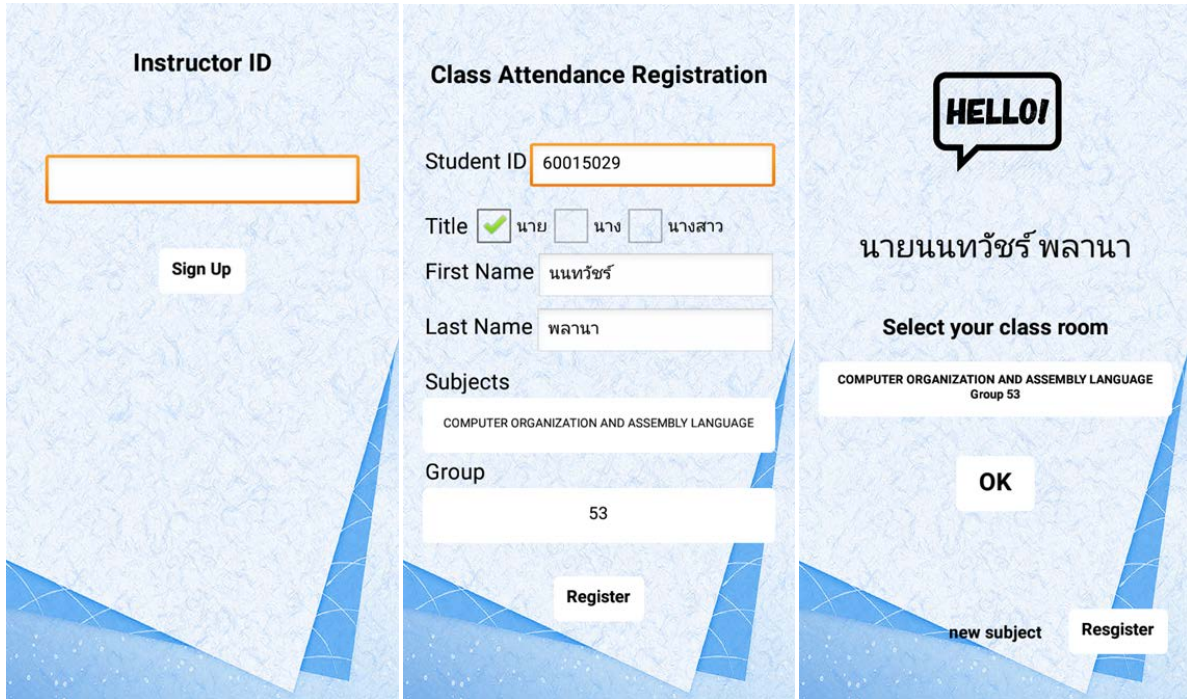 Instructor ID
Sign Up
Class Attendance Registration
Student ID 60015029
Title นาย นาง นางสาว
First Name นนทวัชร์
Last Name พลานา
Subjects
COMPUTER ORGANIZATION AND ASSEMBLY LANGUAGE
Group
53
Register
HELLO!
นายนนทวัชร์ พลานา
Select your class room
COMPUTER ORGANIZATION AND ASSEMBLY LANGUAGE
Group 53
OK
new subject Resgister